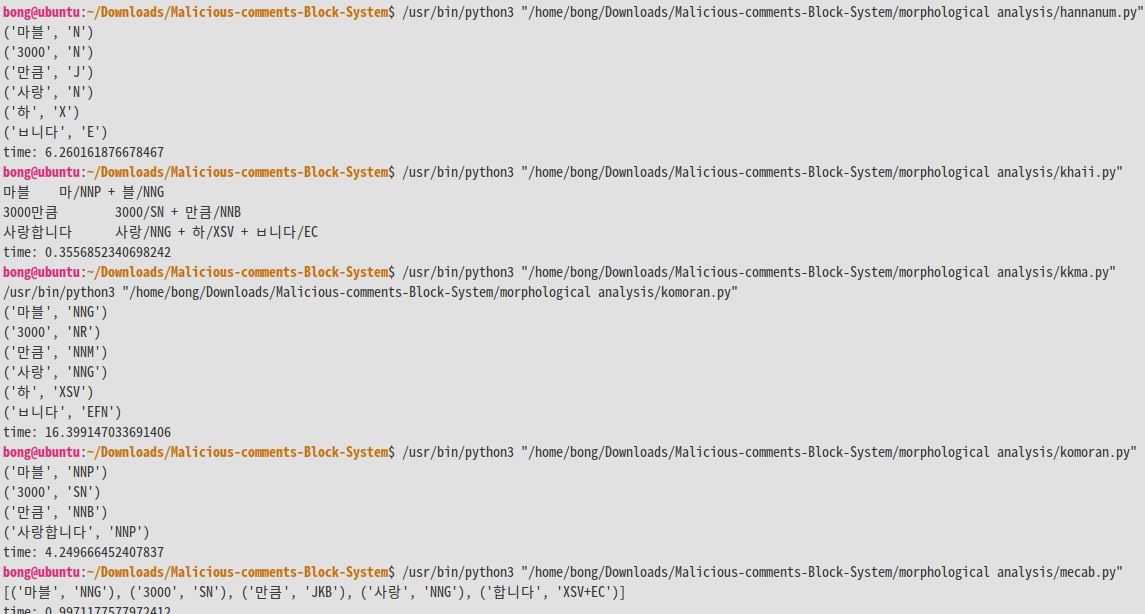 bong@ubuntu:~/Downloads/Malicious-comments-Block-System$ /usr/bin/python3 "/home/bong/Downloads/Malicious-comments-Block-System/morphological analysis/hannanum.py"
('마블', 'N')
('3000', 'N')
('만큼', 'J')
('사랑', 'N')
('하', 'X')
('ㅂ니다', 'E')
time: 6.260161876678467
bong@ubuntu:~/Downloads/Malicious-comments-Block-System$ /usr/bin/python3 "/home/bong/Downloads/Malicious-comments-Block-System/morphological analysis/khaii.py"
마블    마/NNP + 블/NNG
3000만큼        3000/SN + 만큼/NNB
사랑합니다      사랑/NNG + 하/XSV + ㅂ니다/EC
time: 0.3556852340698242
bong@ubuntu:~/Downloads/Malicious-comments-Block-System$ /usr/bin/python3 "/home/bong/Downloads/Malicious-comments-Block-System/morphological analysis/kkma.py"
/usr/bin/python3 "/home/bong/Downloads/Malicious-comments-Block-System/morphological analysis/komoran.py"
('마블', 'NNG')
('3000', 'NR')
('만큼', 'NNM')
('사랑', 'NNG')
('하', 'XSV')
('ㅂ니다', 'EFN')
time: 16.399147033691406
bong@ubuntu:~/Downloads/Malicious-comments-Block-System$ /usr/bin/python3 "/home/bong/Downloads/Malicious-comments-Block-System/morphological analysis/komoran.py"
('마블', 'NNP')
('3000', 'SN')
('만큼', 'NNB')
('사랑합니다', 'NNP')
time: 4.249666452407837
bong@ubuntu:~/Downloads/Malicious-comments-Block-System$ /usr/bin/python3 "/home/bong/Downloads/Malicious-comments-Block-System/morphological analysis/mecab.py"
[('마블', 'NNG'), ('3000', 'SN'), ('만큼', 'JKB'), ('사랑', 'NNG'), ('합니다', 'XSV+EC')]
time: 0.9971177577972412